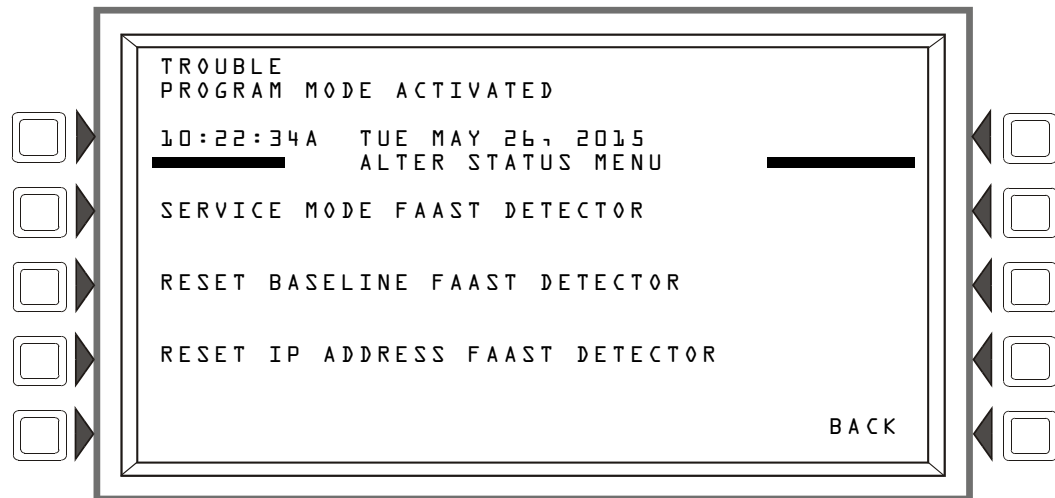 TROUBLE
PROGRAM MODE ACTIVATED
10:22:34A TUE MAY 26, 2015
ALTER STATUS MENU
SERVICE MODE FAAST DETECTOR
RESET BASELINE FAAST DETECTOR
RESET IP ADDRESS FAAST DETECTOR
BACK